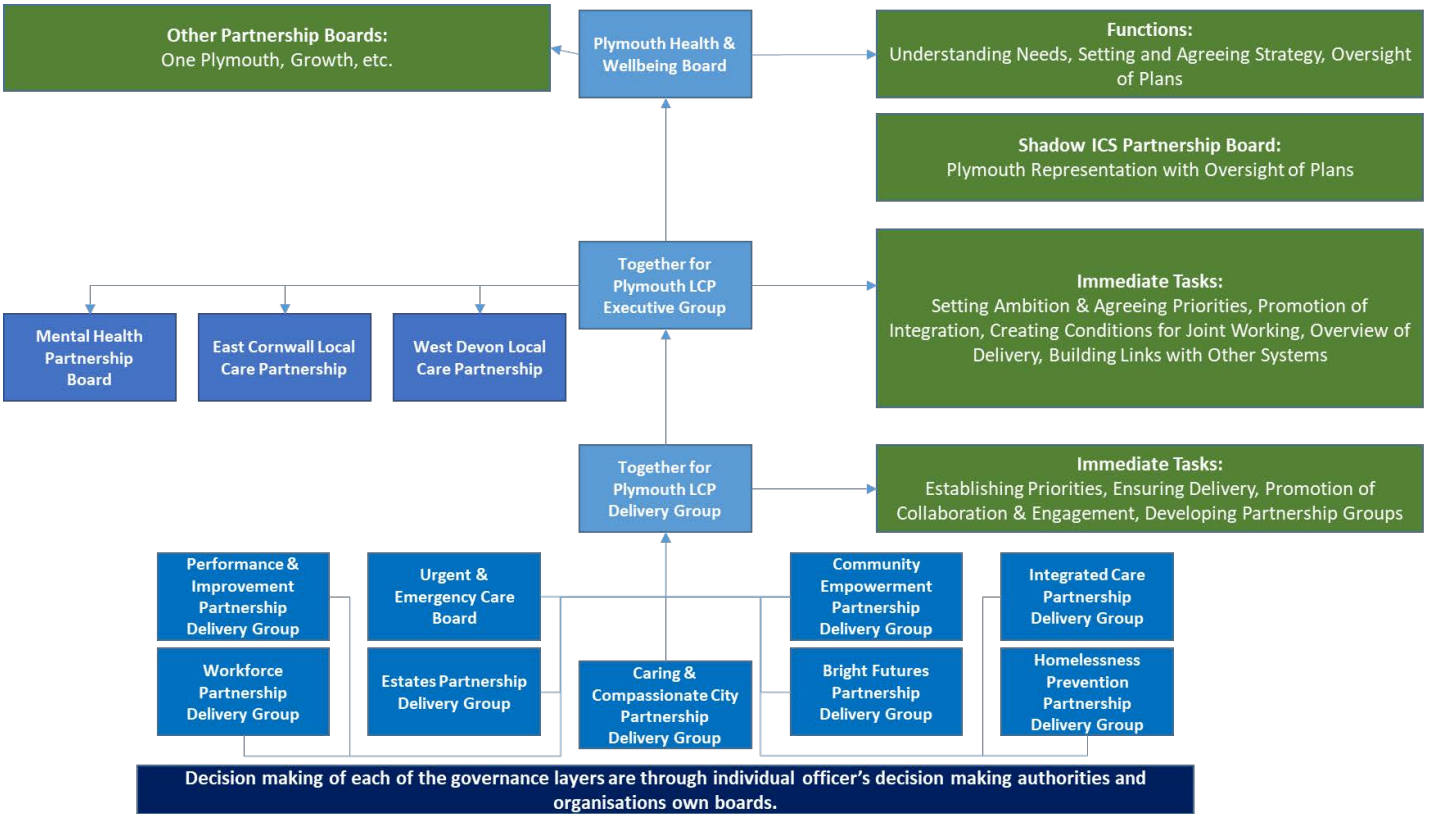 Other Partnership Boards:
One Plymouth, Growth, etc.
Plymouth Health &
Wellbeing Board
Functions:
Understanding Needs, Setting and Agreeing Strategy, Oversight
of Plans
Shadow ICS Partnership Board:
Plymouth Representation with Oversight of Plans
Together for
Plymouth LCP
Executive Group
Immediate Tasks:
Setting Ambition & Agreeing Priorities, Promotion of
Integration, Creating Conditions for Joint Working, Overview of
Delivery, Building Links with Other Systems
Mental Health
Partnership
Board
East Cornwall Local
Care Partnership
West Devon Local
Care Partnership
Together for
Plymouth LCP
Delivery Group
Immediate Tasks:
Establishing Priorities, Ensuring Delivery, Promotion of
Collaboration & Engagement, Developing Partnership Groups
Performance &
Improvement
Partnership
Delivery Group
Urgent &
Emergency Care
Board
Community
Empowerment
Partnership
Delivery Group
Integrated Care
Partnership
Delivery Group
Workforce
Partnership
Delivery Group
Estates Partnership
Delivery Group
Caring &
Compassionate City
Partnership
Delivery Group
Bright Futures
Partnership
Delivery Group
Homelessness
Prevention
Partnership
Delivery Group
Decision making of each of the governance layers are through individual officer's decision making authorities and
organisations own boards.